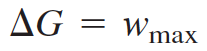 ΔG = w_max